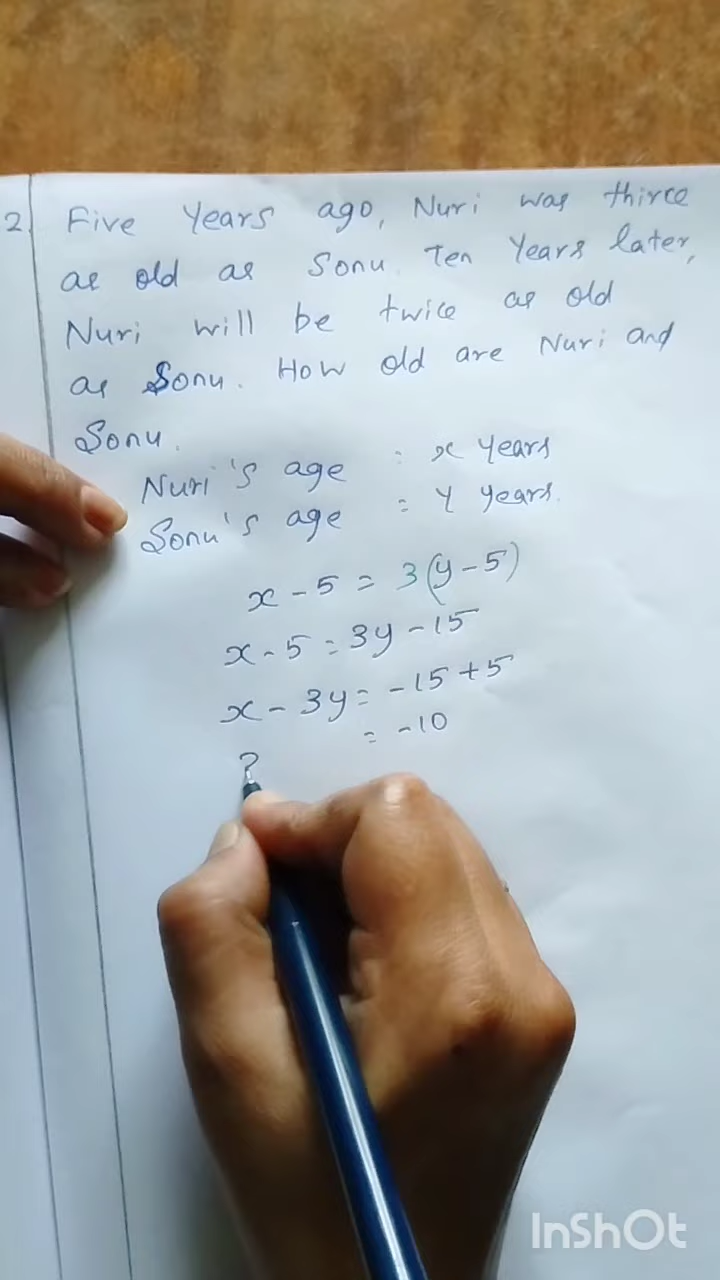 2. Five Years ago, Nuri was thirce
as old as Sonu. Ten Years later,
Nuri will be twice as old
as Sonu. How old are Nuri and
Sonu.
Nuri's age : x years
Sonu's age = y years.
x - 5 = 3(y - 5)
x - 5 = 3y - 15
x - 3y = -15 + 5
= -10
InShOt